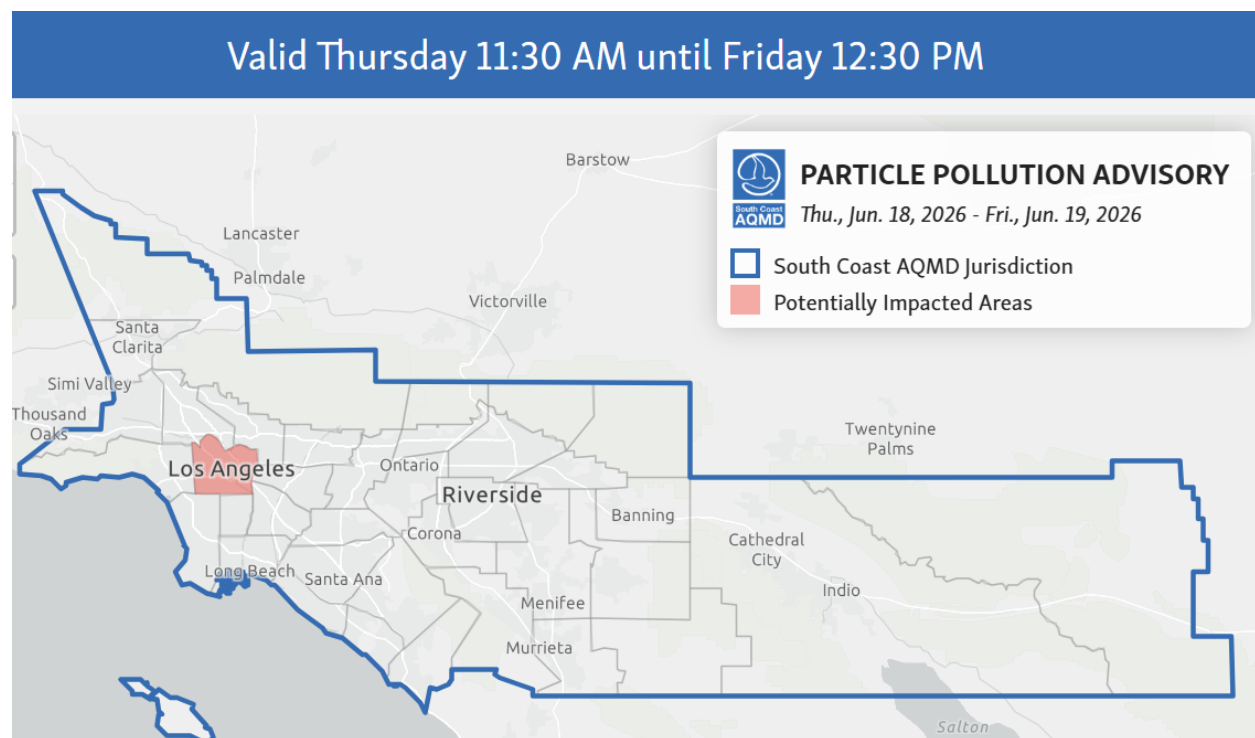 Valid Thursday 11:30 AM until Friday 12:30 PM
PARTICLE POLLUTION ADVISORY
South Coast
AQMD
Thu., Jun. 18, 2026 - Fri., Jun. 19, 2026
South Coast AQMD Jurisdiction
Potentially Impacted Areas
Barstow
Lancaster
Palmdale
Victorville
Santa
Clarita
Simi Valley
Thousand
Oaks
Los Angeles
Ontario
Riverside
Twentynine
Palms
Banning
Corona
Cathedral
City
Long Beach
Santa Ana
Indio
Menifee
Murrieta
Salton